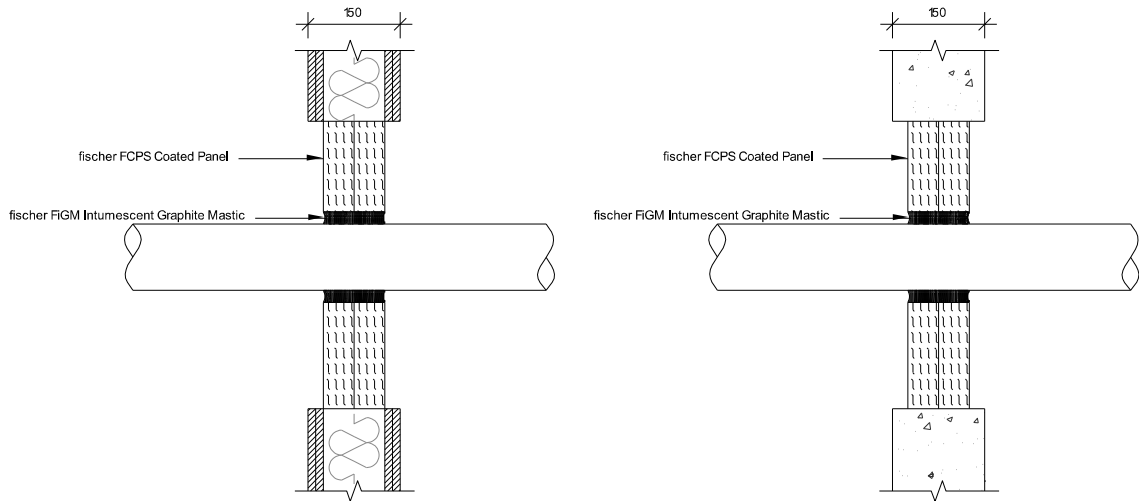 150
150
fischer FCPS Coated Panel
fischer FCPS Coated Panel
fischer FiGM Intumescent Graphite Mastic
fischer FiGM Intumescent Graphite Mastic